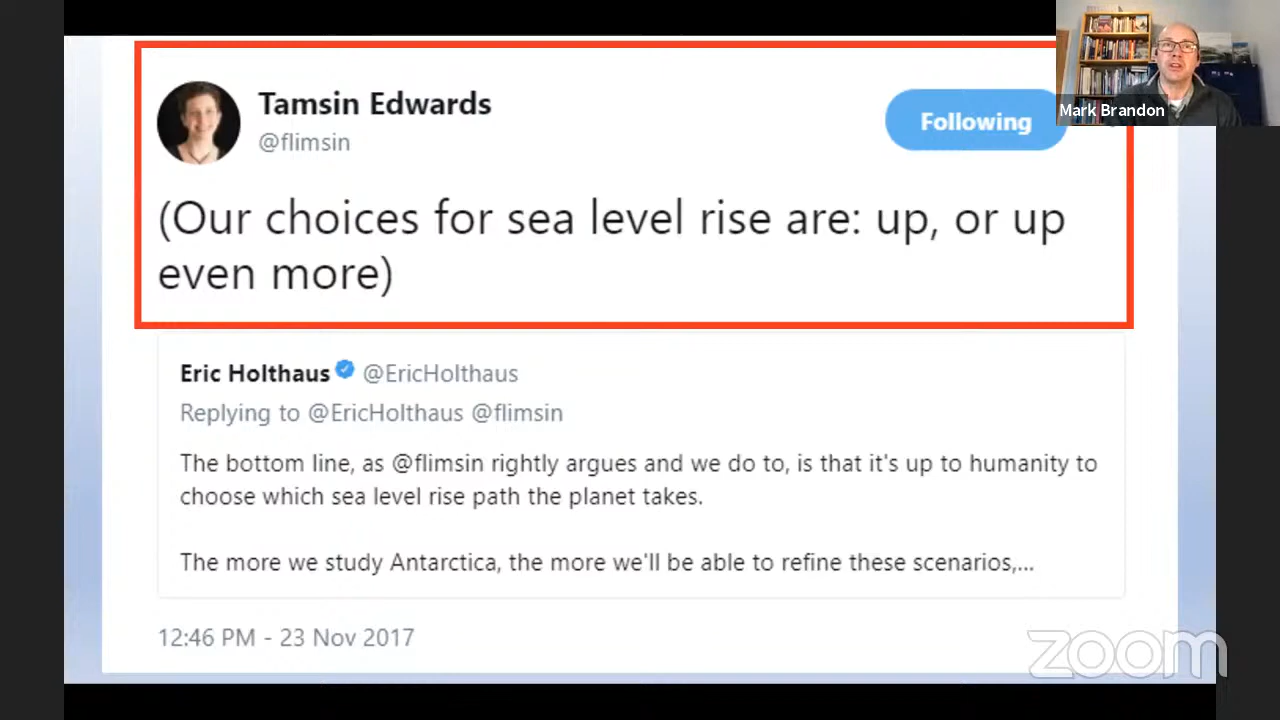 Tamsin Edwards
@flimsin
Following
Mark Brandon
(Our choices for sea level rise are: up, or up
even more)
Eric Holthaus @EricHolthaus
Replying to @EricHolthaus @flimsin
The bottom line, as @flimsin rightly argues and we do to, is that it's up to humanity to
choose which sea level rise path the planet takes.
The more we study Antarctica, the more we'll be able to refine these scenarios,...
12:46 PM - 23 Nov 2017
zoom